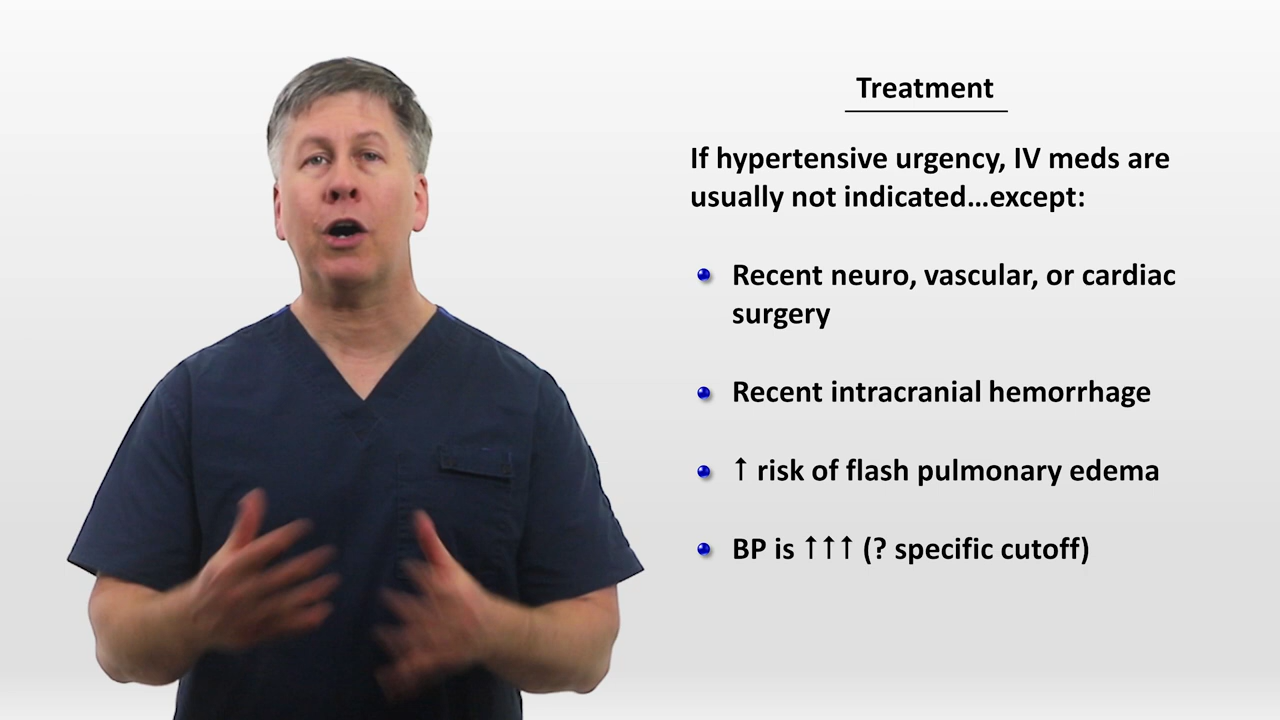 Treatment
If hypertensive urgency, IV meds are
usually not indicated…except:
Recent neuro, vascular, or cardiac
surgery
Recent intracranial hemorrhage
↑ risk of flash pulmonary edema
BP is ↑↑↑ (? specific cutoff)